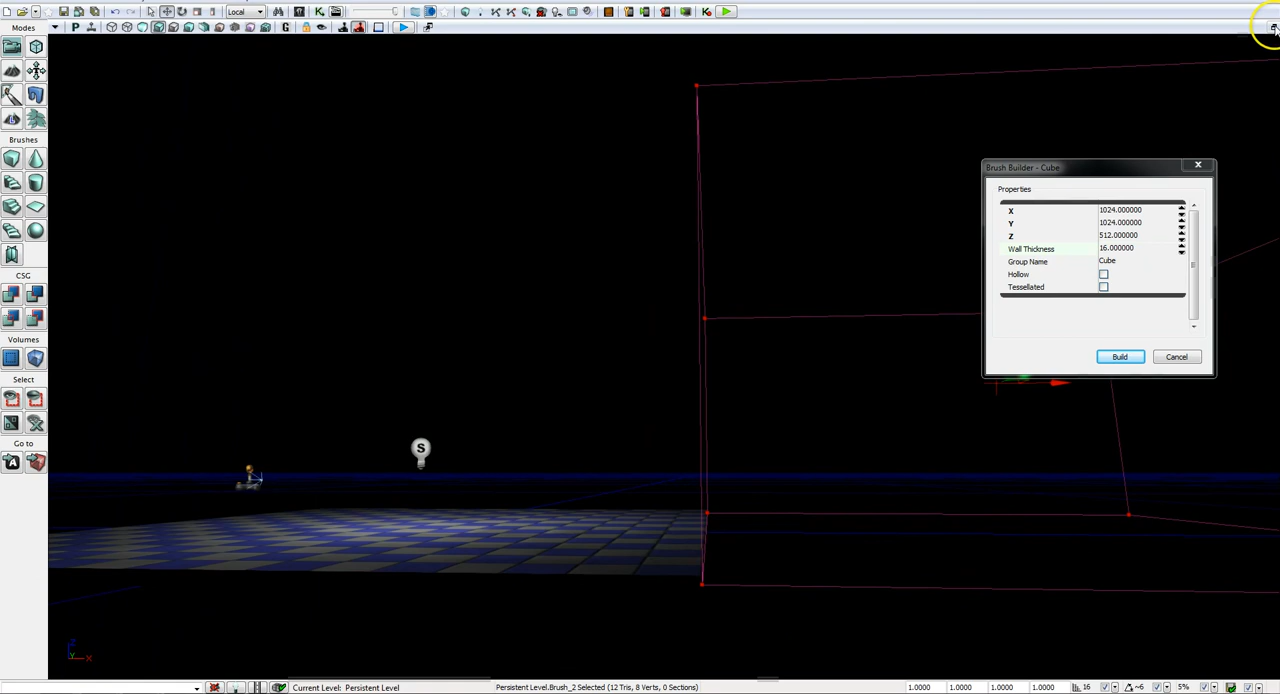 Local
P
K
K
G
Modes
Brushes
CSG
Volumes
Select
Go to
A
S
Brush Builder - Cube
Properties
X 1024.000000
Y 1024.000000
Z 512.000000
Wall Thickness 16.000000
Group Name Cube
Hollow
Tessellated
Build Cancel
Z
Y X
Current Level: Persistent Level Persistent Level.Brush_2 Selected (12 Tris, 8 Verts, 0 Sections) 1.0000 1.0000 1.0000 1.0000 16 ~6 5%